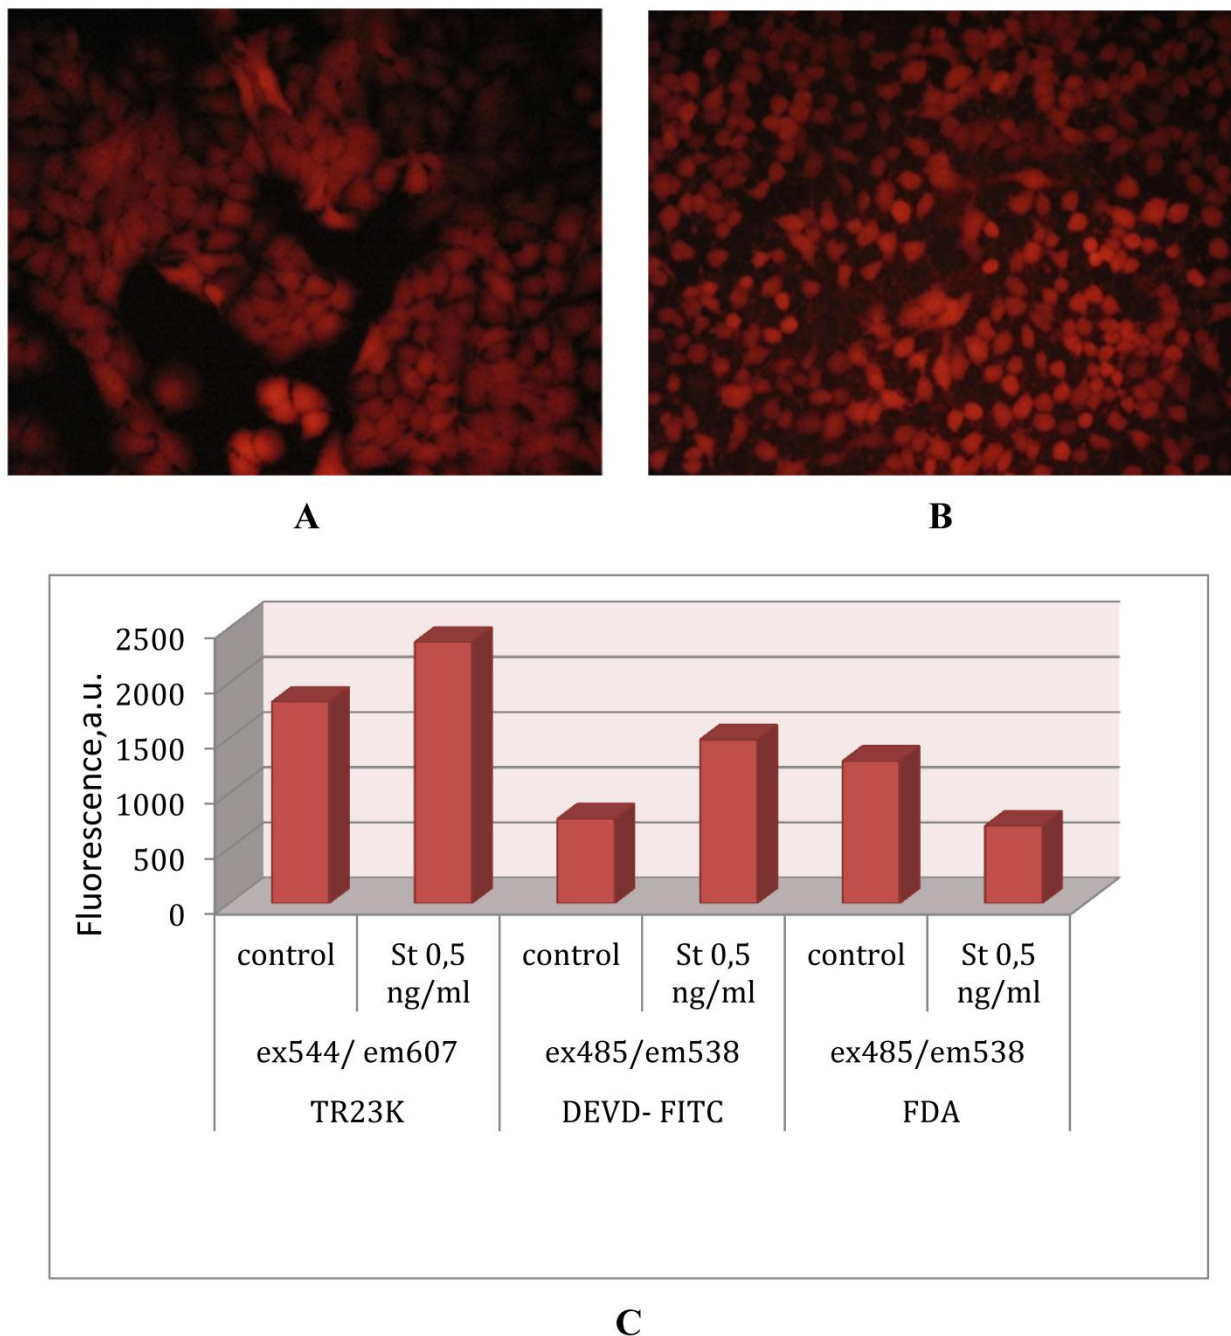 A
B
Fluorescence,a.u.
2500
2000
1500
1000
500
0
control
St 0,5
ng/ml
control
St 0,5
ng/ml
control
St 0,5
ng/ml
ex544/ em607
ex485/em538
ex485/em538
TR23K
DEVD- FITC
FDA
C